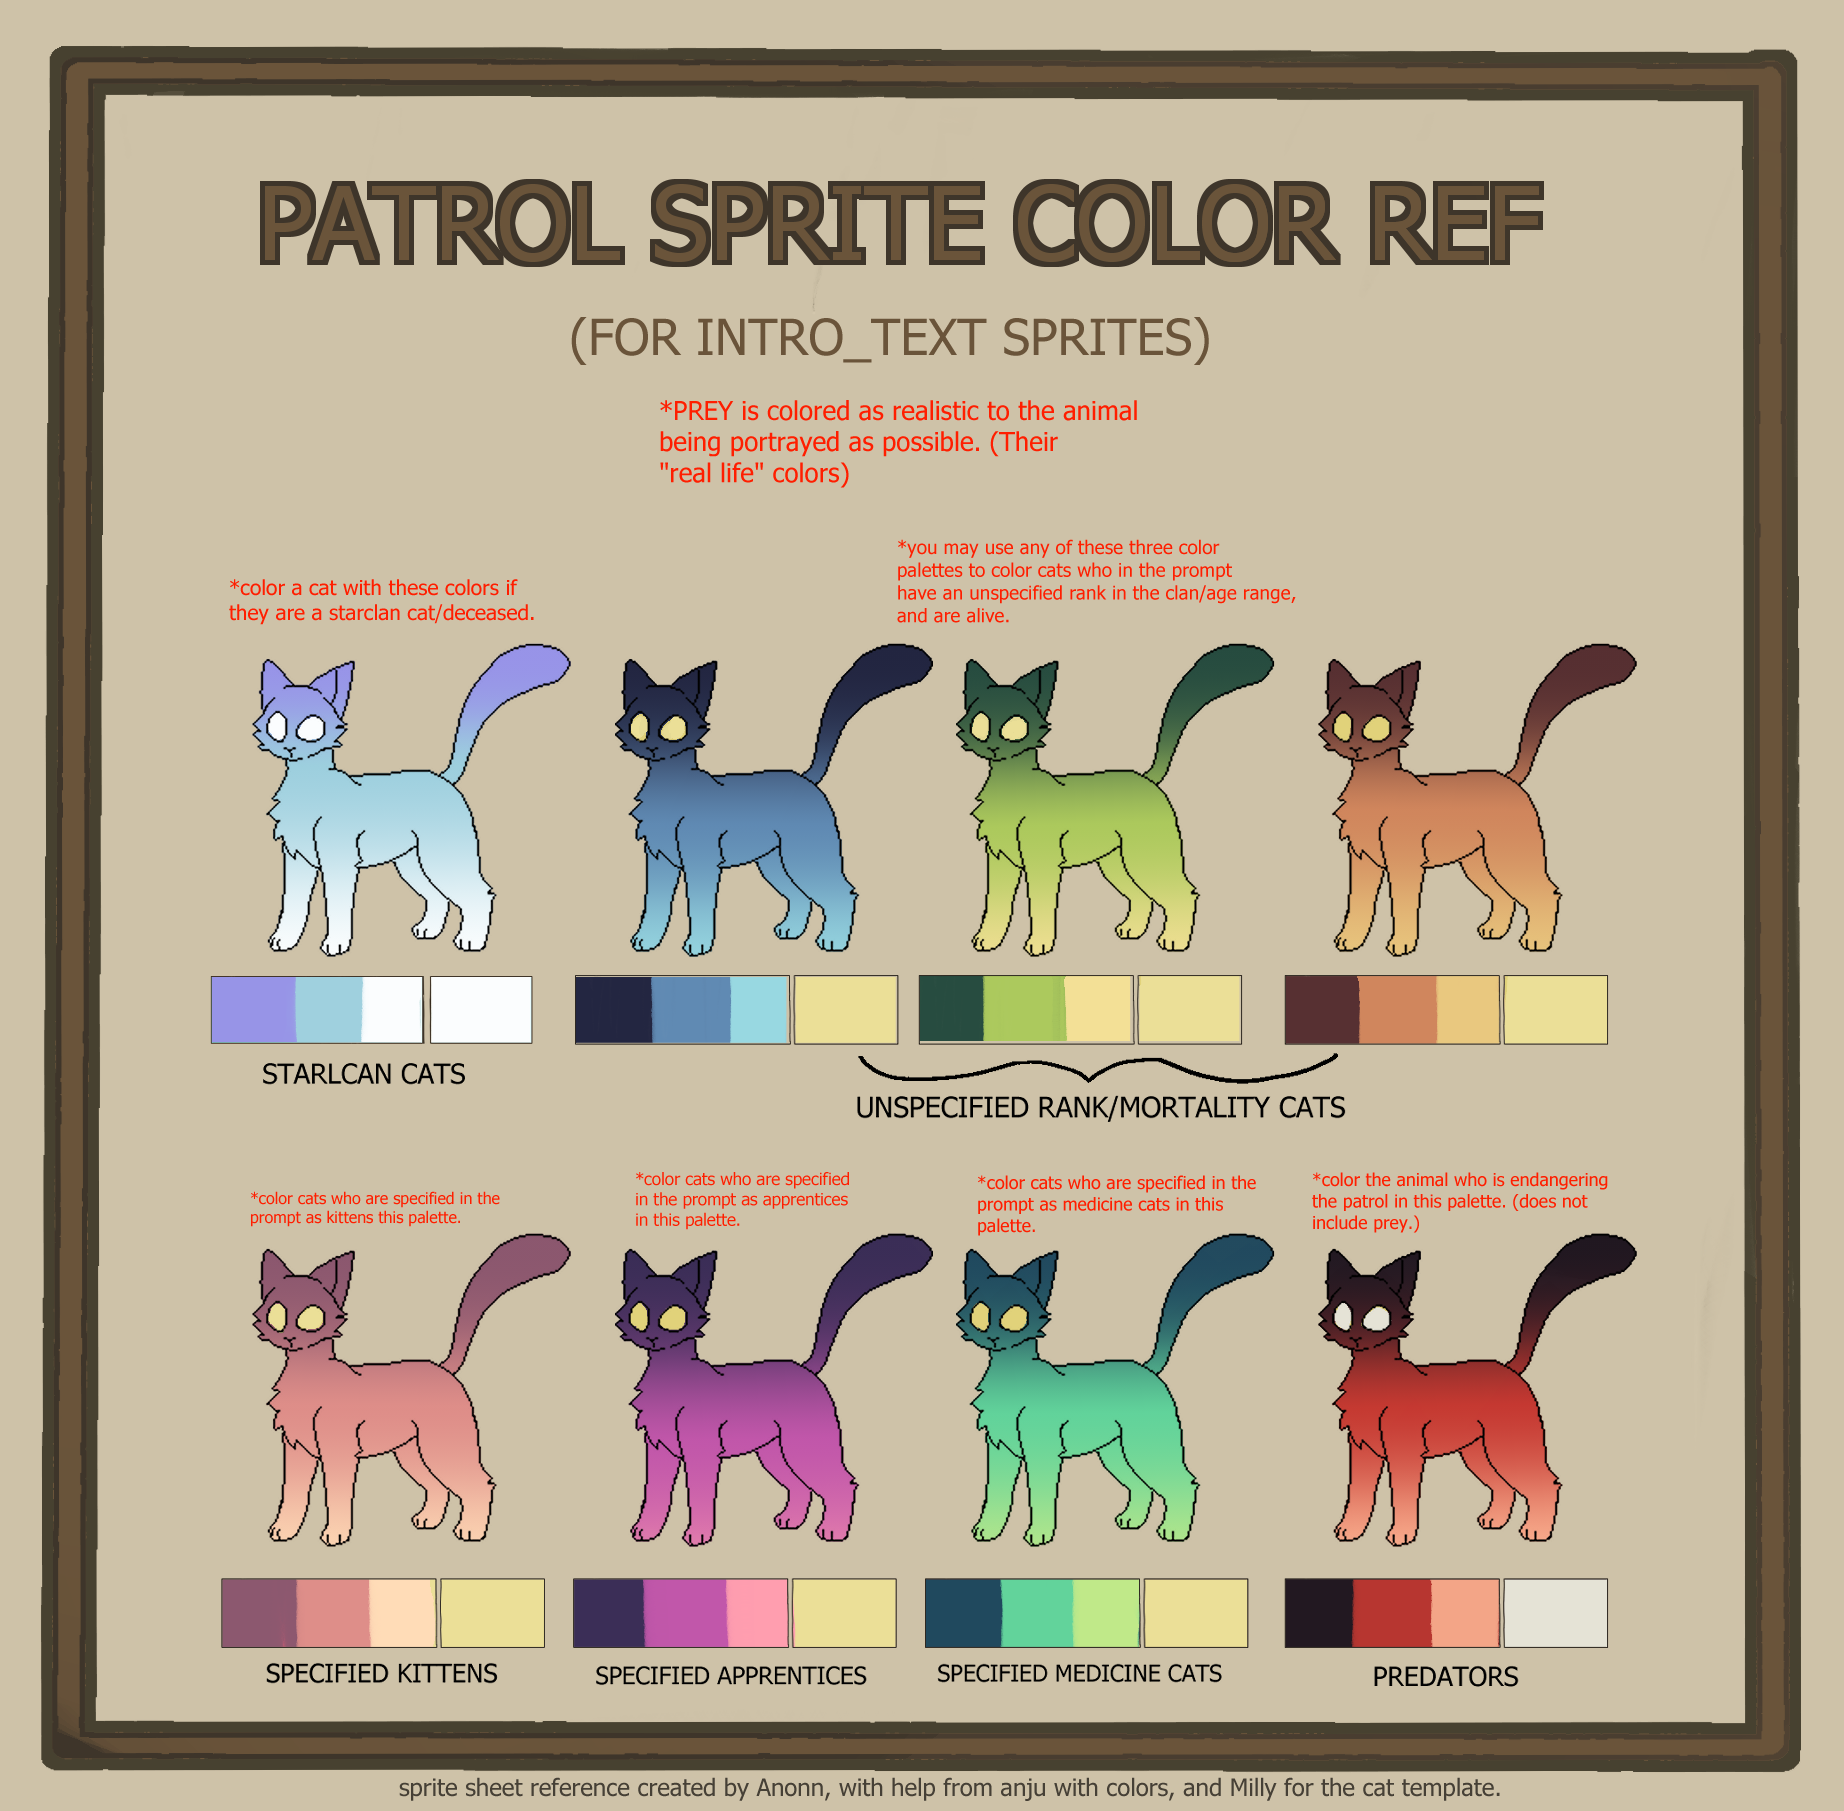 PATROL SPRITE COLOR REF
(FOR INTRO_TEXT SPRITES)
*PREY is colored as realistic to the animal
being portrayed as possible. (Their
"real life" colors)
*color a cat with these colors if
they are a starclan cat/deceased.
*you may use any of these three color
palettes to color cats who in the prompt
have an unspecified rank in the clan/age range,
and are alive.
STARLCAN CATS
UNSPECIFIED RANK/MORTALITY CATS
*color cats who are specified in the
prompt as kittens this palette.
*color cats who are specified
in the prompt as apprentices
in this palette.
*color cats who are specified in the
prompt as medicine cats in this
palette.
*color the animal who is endangering
the patrol in this palette. (does not
include prey.)
SPECIFIED KITTENS
SPECIFIED APPRENTICES
SPECIFIED MEDICINE CATS
PREDATORS
sprite sheet reference created by Anonn, with help from anju with colors, and Milly for the cat template.